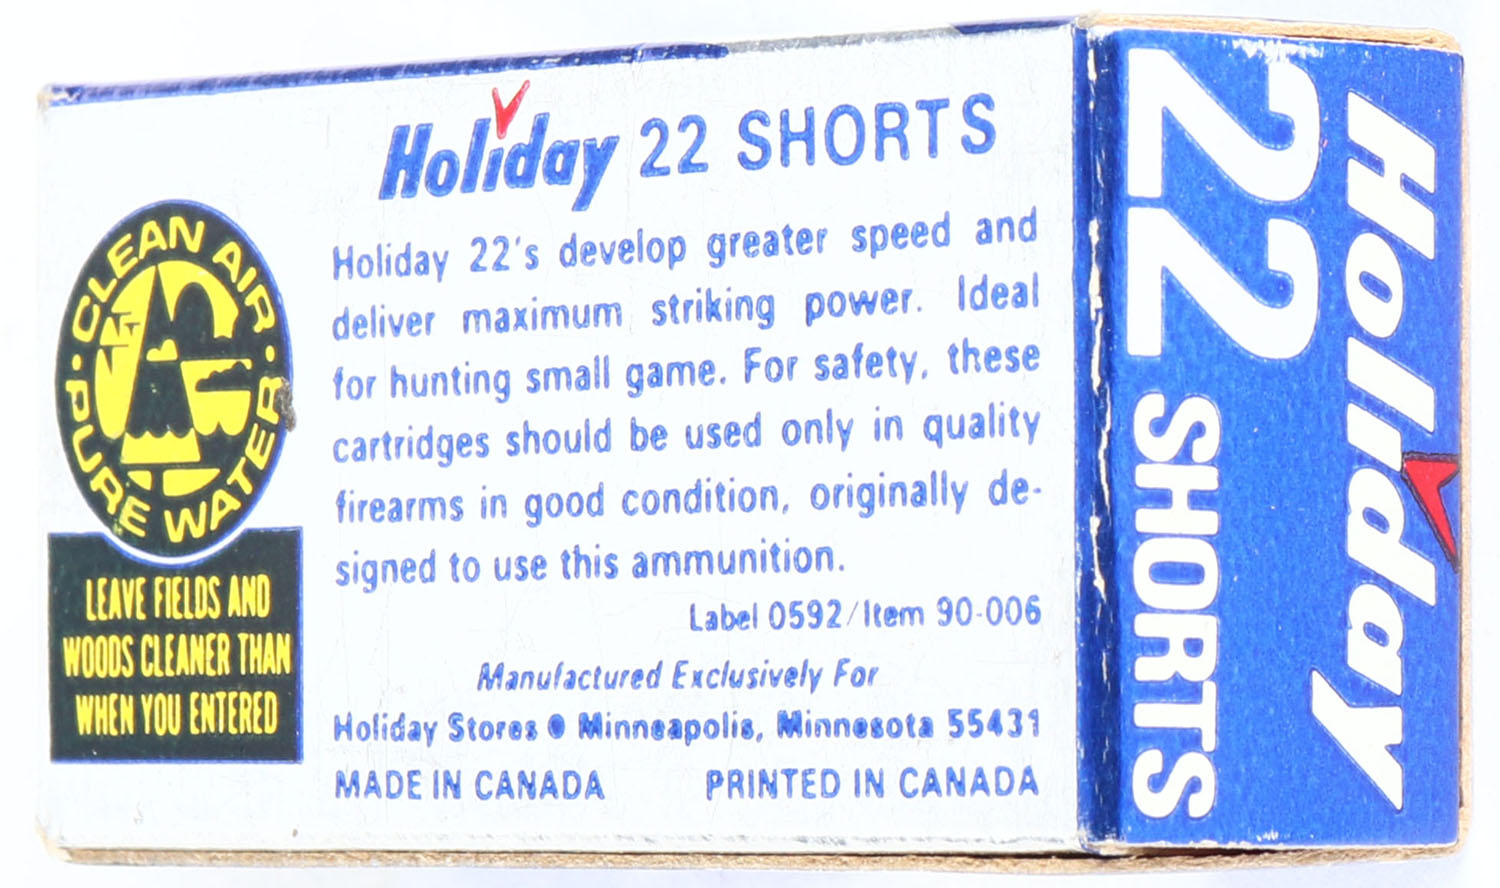 Holiday 22 SHORTS
Holiday 22's develop greater speed and
deliver maximum striking power. Ideal
for hunting small game. For safety, these
cartridges should be used only in quality
firearms in good condition, originally de-
signed to use this ammunition.
Label 0592/Item 90-006
Manufactured Exclusively For
Holiday Stores ● Minneapolis, Minnesota 55431
MADE IN CANADA PRINTED IN CANADA
CLEAN AIR
• PURE WATER •
LEAVE FIELDS AND
WOODS CLEANER THAN
WHEN YOU ENTERED
Holiday
22 SHORTS